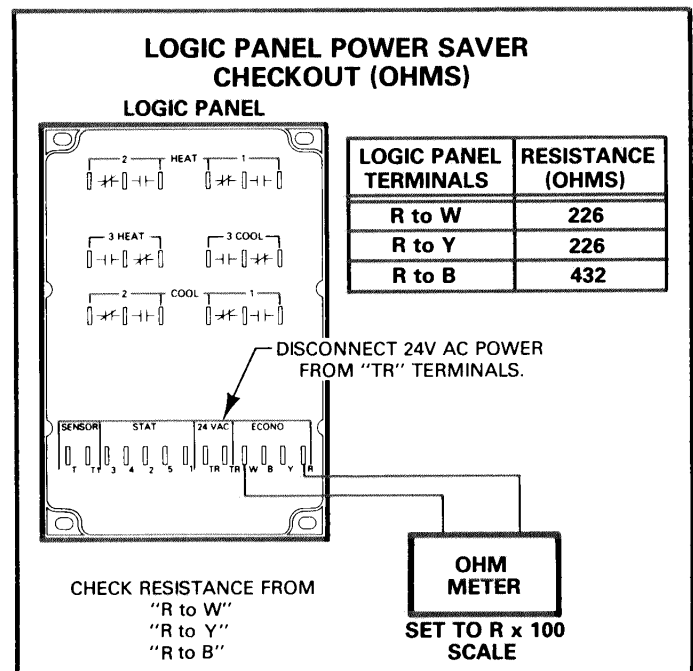 LOGIC PANEL POWER SAVER
CHECKOUT (OHMS)
LOGIC PANEL
2 HEAT 1
3 HEAT 3 COOL
2 COOL 1
LOGIC PANEL TERMINALS RESISTANCE (OHMS)
R to W 226
R to Y 226
R to B 432
DISCONNECT 24V AC POWER
FROM "TR" TERMINALS.
SENSOR STAT 24 VAC ECONO
T T1 3 4 2 5 1 TR TR W B Y R
CHECK RESISTANCE FROM
"R to W"
"R to Y"
"R to B"
OHM
METER
SET TO R x 100
SCALE